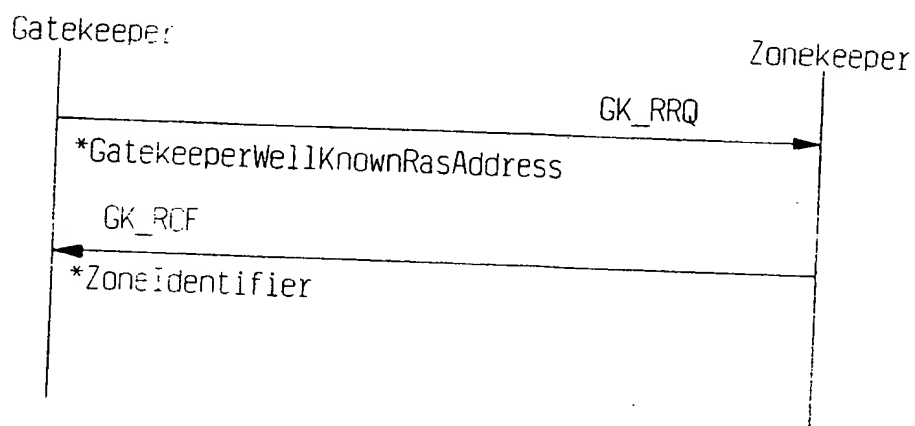 Gatekeeper
Zonekeeper
GK_RRQ
*GatekeeperWellKnownRasAddress
GK_RCF
*ZoneIdentifier